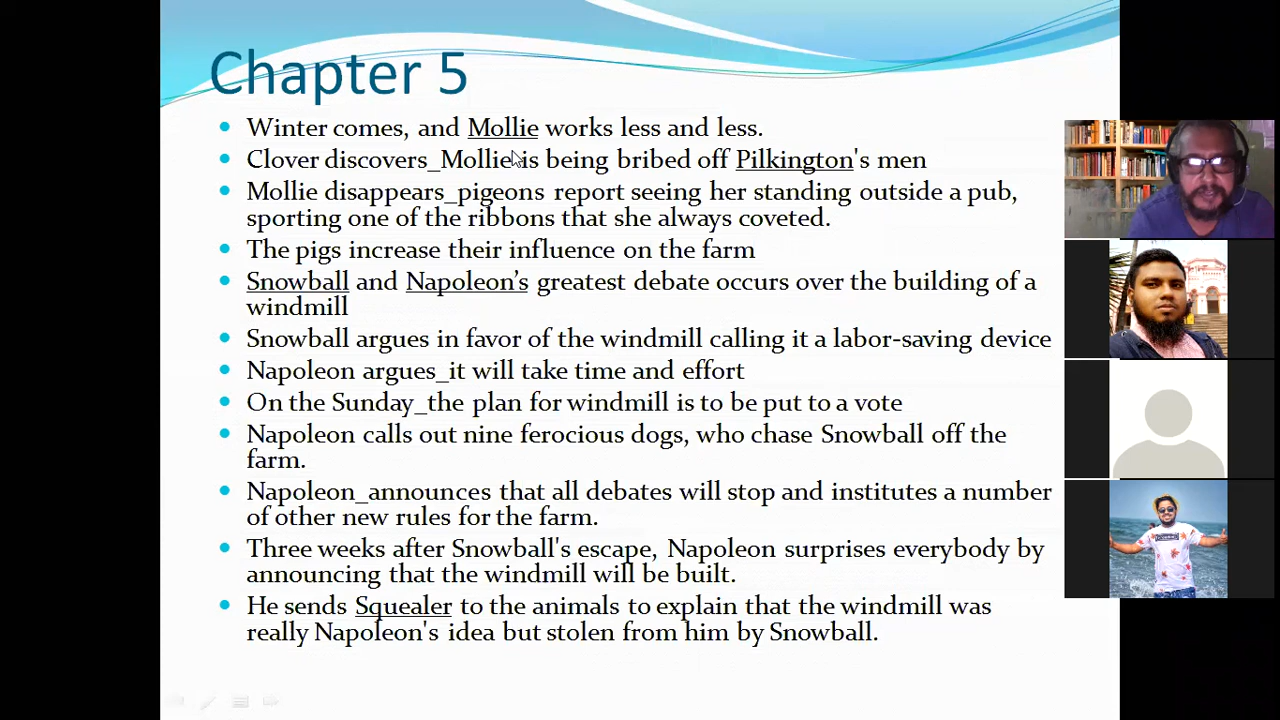 Chapter 5
Winter comes, and Mollie works less and less.
Clover discovers_Mollie is being bribed off Pilkington's men
Mollie disappears_pigeons report seeing her standing outside a pub,
sporting one of the ribbons that she always coveted.
The pigs increase their influence on the farm
Snowball and Napoleon’s greatest debate occurs over the building of a
windmill
Snowball argues in favor of the windmill calling it a labor-saving device
Napoleon argues_it will take time and effort
On the Sunday_the plan for windmill is to be put to a vote
Napoleon calls out nine ferocious dogs, who chase Snowball off the
farm.
Napoleon_announces that all debates will stop and institutes a number
of other new rules for the farm.
Three weeks after Snowball's escape, Napoleon surprises everybody by
announcing that the windmill will be built.
He sends Squealer to the animals to explain that the windmill was
really Napoleon's idea but stolen from him by Snowball.